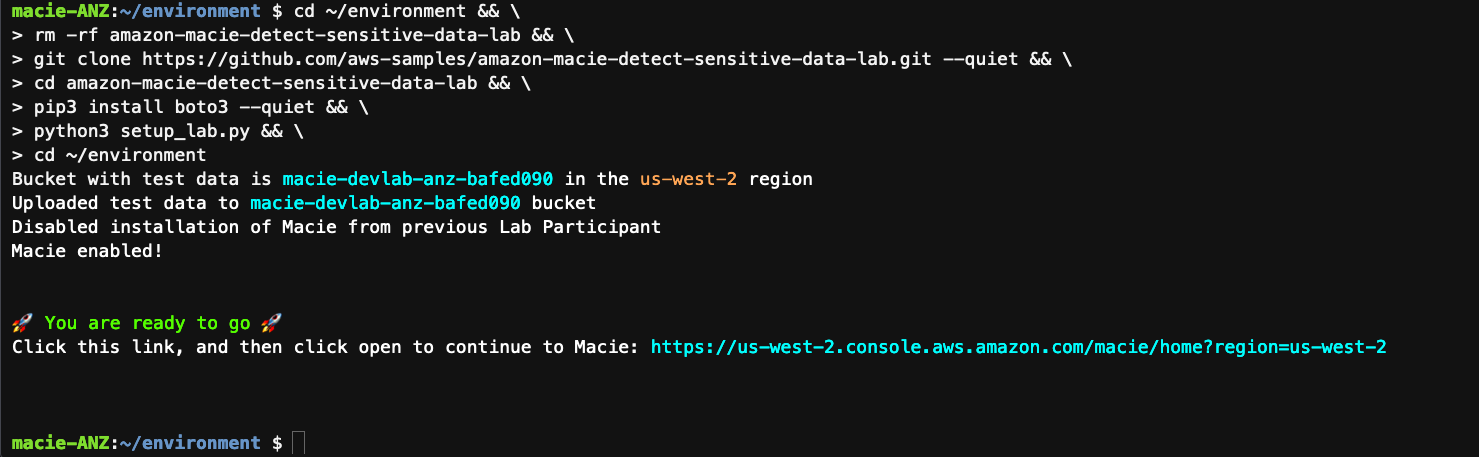 macie-ANZ:~/environment $ cd ~/environment && \
> rm -rf amazon-macie-detect-sensitive-data-lab && \
> git clone https://github.com/aws-samples/amazon-macie-detect-sensitive-data-lab.git --quiet && \
> cd amazon-macie-detect-sensitive-data-lab && \
> pip3 install boto3 --quiet && \
> python3 setup_lab.py && \
> cd ~/environment
Bucket with test data is macie-devlab-anz-bafed090 in the us-west-2 region
Uploaded test data to macie-devlab-anz-bafed090 bucket
Disabled installation of Macie from previous Lab Participant
Macie enabled!
🚀 You are ready to go 🚀
Click this link, and then click open to continue to Macie: https://us-west-2.console.aws.amazon.com/macie/home?region=us-west-2
macie-ANZ:~/environment $